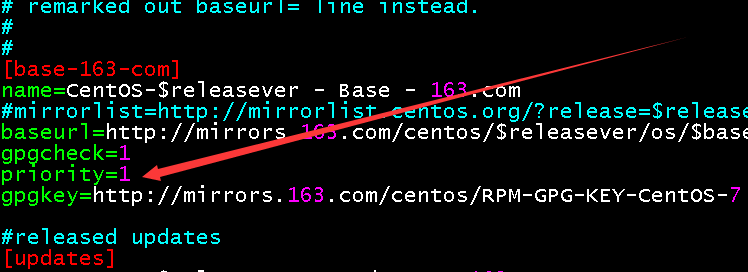 # remarked out baseurl= line instead.
#
#
[base-163-com]
name=CentOS-$releasever - Base - 163.com
#mirrorlist=http://mirrorlist.centos.org/?release=$release
baseurl=http://mirrors.163.com/centos/$releasever/os/$base
gpgcheck=1
priority=1
gpgkey=http://mirrors.163.com/centos/RPM-GPG-KEY-CentOS-7
#released updates
[updates]